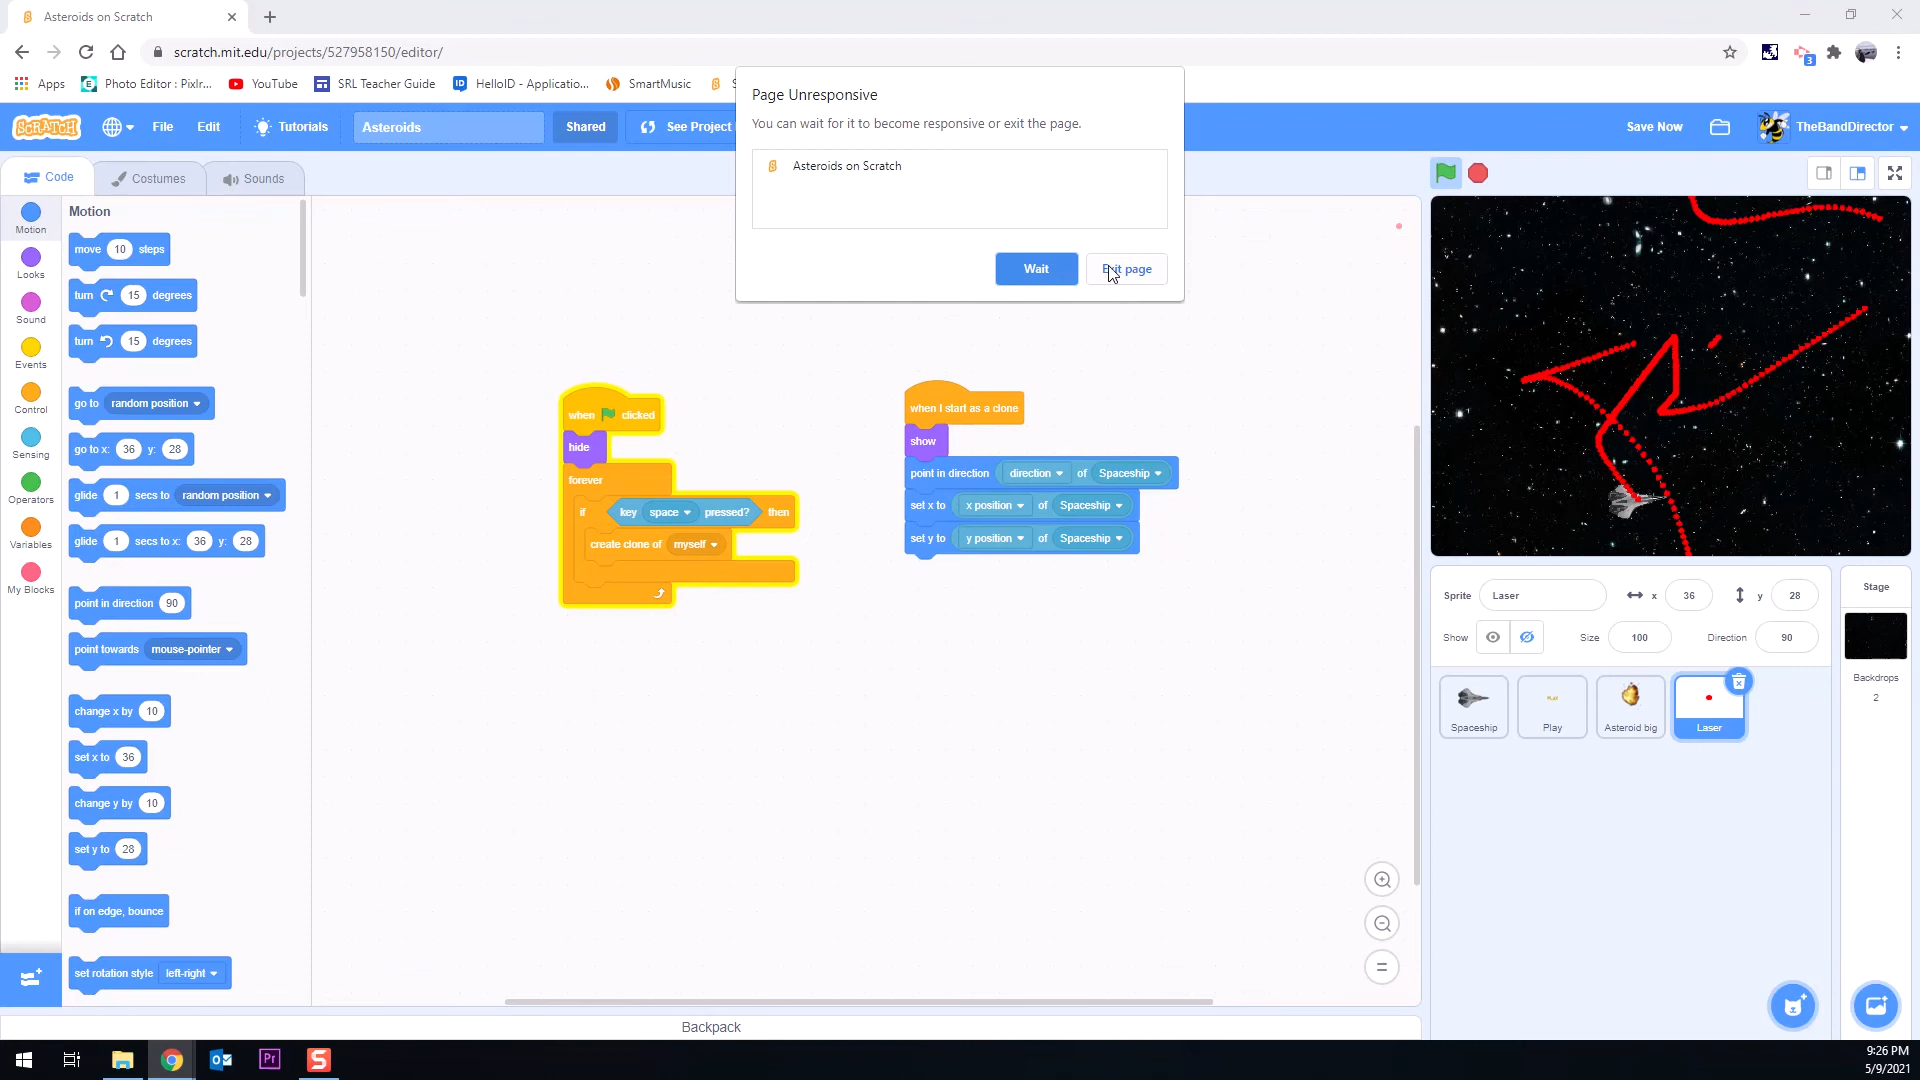 Asteroids on Scratch
scratch.mit.edu/projects/527958150/editor/
3
Apps
Photo Editor : Pixlr...
YouTube
SRL Teacher Guide
HelloID - Applicatio...
SmartMusic
Page Unresponsive
You can wait for it to become responsive or exit the page.
Asteroids on Scratch
Wait
Exit page
SCRATCH
File
Edit
Tutorials
Asteroids
Shared
See Project
Save Now
TheBandDirector
Code
Costumes
Sounds
Motion
Looks
Sound
Events
Control
Sensing
Operators
Variables
My Blocks
Motion
move 10 steps
turn 15 degrees
turn 15 degrees
go to random position
go to x: 36 y: 28
glide 1 secs to random position
glide 1 secs to x: 36 y: 28
point in direction 90
point towards mouse-pointer
change x by 10
set x to 36
change y by 10
set y to 28
if on edge, bounce
set rotation style left-right
when clicked
hide
forever
if key space pressed? then
create clone of myself
when I start as a clone
show
point in direction direction of Spaceship
set x to x position of Spaceship
set y to y position of Spaceship
Sprite Laser x 36 y 28
Show Size 100 Direction 90
Spaceship
Play
Asteroid big
Laser
Stage
Backdrops
2
Backpack
Pr
S
9:26 PM
5/9/2021